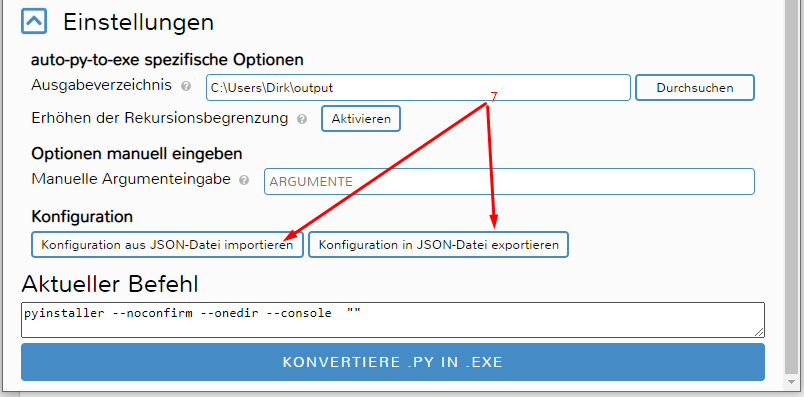 Einstellungen
auto-py-to-exe spezifische Optionen
Ausgabeverzeichnis ? C:\Users\Dirk\output Durchsuchen
7
Erhöhen der Rekursionsbegrenzung ? Aktivieren
Optionen manuell eingeben
Manuelle Argumenteingabe ? ARGUMENTE
Konfiguration
Konfiguration aus JSON-Datei importieren Konfiguration in JSON-Datei exportieren
Aktueller Befehl
pyinstaller --noconfirm --onedir --console  ""
KONVERTIERE .PY IN .EXE